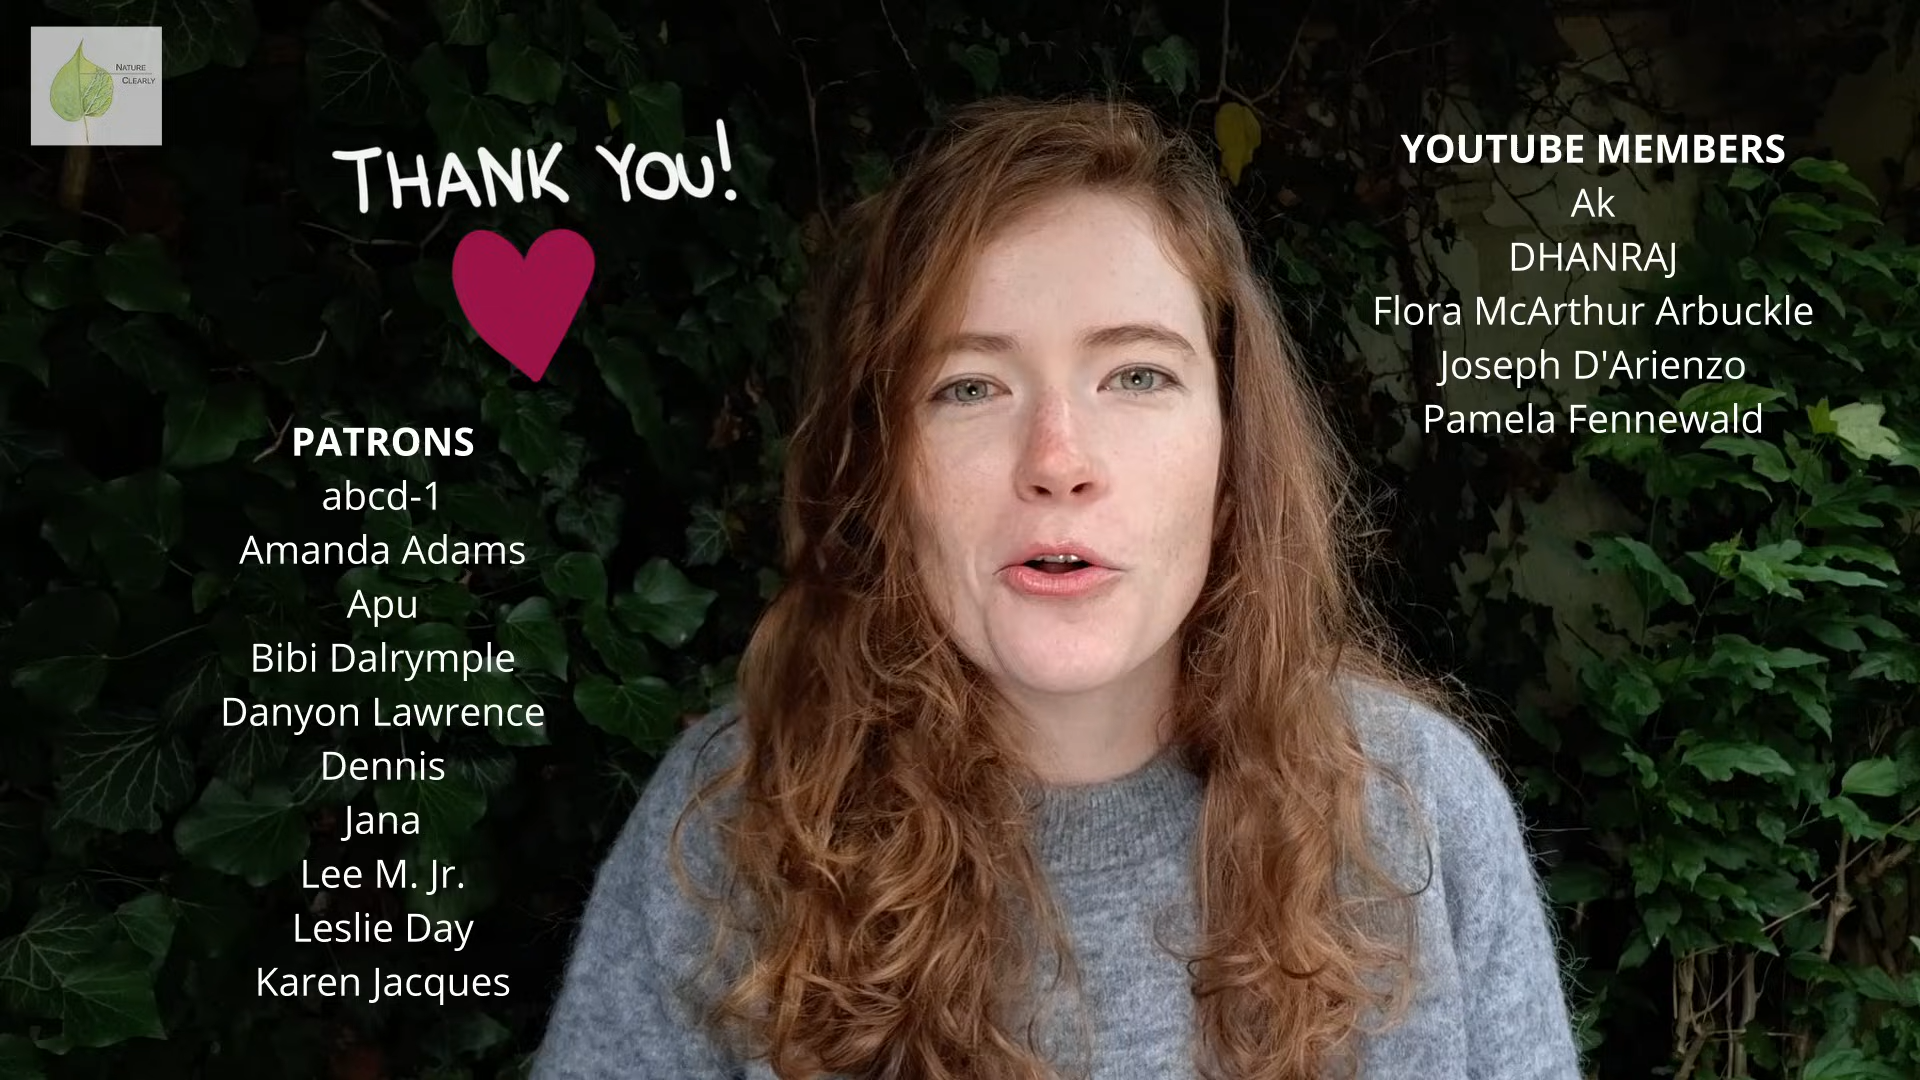 NATURE
CLEARLY
THANK YOU!
PATRONS
abcd-1
Amanda Adams
Apu
Bibi Dalrymple
Danyon Lawrence
Dennis
Jana
Lee M. Jr.
Leslie Day
Karen Jacques
YOUTUBE MEMBERS
Ak
DHANRAJ
Flora McArthur Arbuckle
Joseph D'Arienzo
Pamela Fennewald